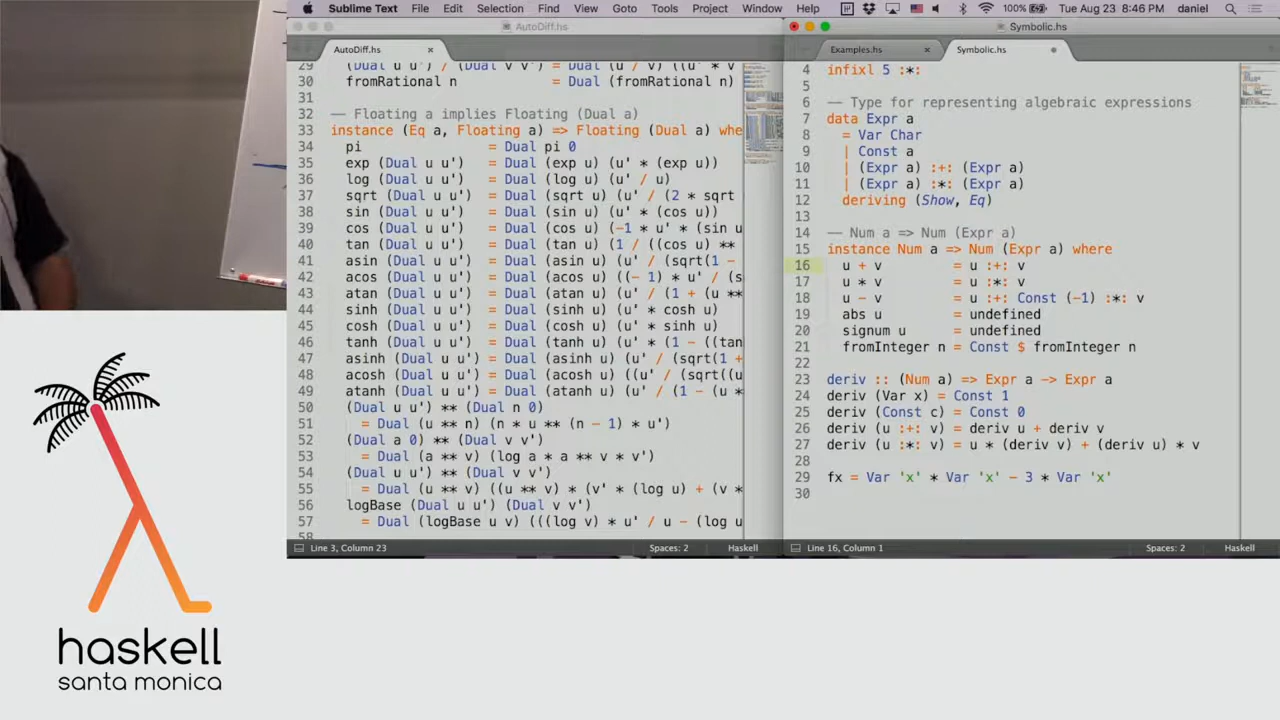 Sublime Text File Edit Selection Find View Goto Tools Project Window Help 100% Tue Aug 23 8:46 PM daniel
AutoDiff.hs
AutoDiff.hs ×
29 (Dual u u') / (Dual v v') = Dual (u / v) ((u' * v
30 fromRational n = Dual (fromRational n)
31
32 -- Floating a implies Floating (Dual a)
33 instance (Eq a, Floating a) => Floating (Dual a) whe
34 pi = Dual pi 0
35 exp (Dual u u') = Dual (exp u) (u' * (exp u))
36 log (Dual u u') = Dual (log u) (u' / u)
37 sqrt (Dual u u') = Dual (sqrt u) (u' / (2 * sqrt
38 sin (Dual u u') = Dual (sin u) (u' * (cos u))
39 cos (Dual u u') = Dual (cos u) (-1 * u' * (sin u
40 tan (Dual u u') = Dual (tan u) (1 / ((cos u) **
41 asin (Dual u u') = Dual (asin u) (u' / (sqrt(1 -
42 acos (Dual u u') = Dual (acos u) ((- 1) * u' / (s
43 atan (Dual u u') = Dual (atan u) (u' / (1 + (u **
44 sinh (Dual u u') = Dual (sinh u) (u' * cosh u)
45 cosh (Dual u u') = Dual (cosh u) (u' * sinh u)
46 tanh (Dual u u') = Dual (tanh u) (u' * (1 - ((tan
47 asinh (Dual u u') = Dual (asinh u) (u' / (sqrt(1 +
48 acosh (Dual u u') = Dual (acosh u) ((u' / (sqrt((u
49 atanh (Dual u u') = Dual (atanh u) (u' / (1 - (u *
50 (Dual u u') ** (Dual n 0)
51 = Dual (u ** n) (n * u ** (n - 1) * u')
52 (Dual a 0) ** (Dual v v')
53 = Dual (a ** v) (log a * a ** v * v')
54 (Dual u u') ** (Dual v v')
55 = Dual (u ** v) ((u ** v) * (v' * (log u) + (v *
56 logBase (Dual u u') (Dual v v')
57 = Dual (logBase u v) (((log v) * u' / u - (log u
58
Line 3, Column 23 Spaces: 2 Haskell
Symbolic.hs
Examples.hs × Symbolic.hs
4 infixl 5 :*:
5
6 -- Type for representing algebraic expressions
7 data Expr a
8 = Var Char
9 | Const a
10 | (Expr a) :+: (Expr a)
11 | (Expr a) :*: (Expr a)
12 deriving (Show, Eq)
13
14 -- Num a => Num (Expr a)
15 instance Num a => Num (Expr a) where
16 u + v = u :+: v
17 u * v = u :*: v
18 u - v = u :+: Const (-1) :*: v
19 abs u = undefined
20 signum u = undefined
21 fromInteger n = Const $ fromInteger n
22
23 deriv :: (Num a) => Expr a -> Expr a
24 deriv (Var x) = Const 1
25 deriv (Const c) = Const 0
26 deriv (u :+: v) = deriv u + deriv v
27 deriv (u :*: v) = u * (deriv v) + (deriv u) * v
28
29 fx = Var 'x' * Var 'x' - 3 * Var 'x'
30
Line 16, Column 1 Spaces: 2 Haskell
haskell
santa monica